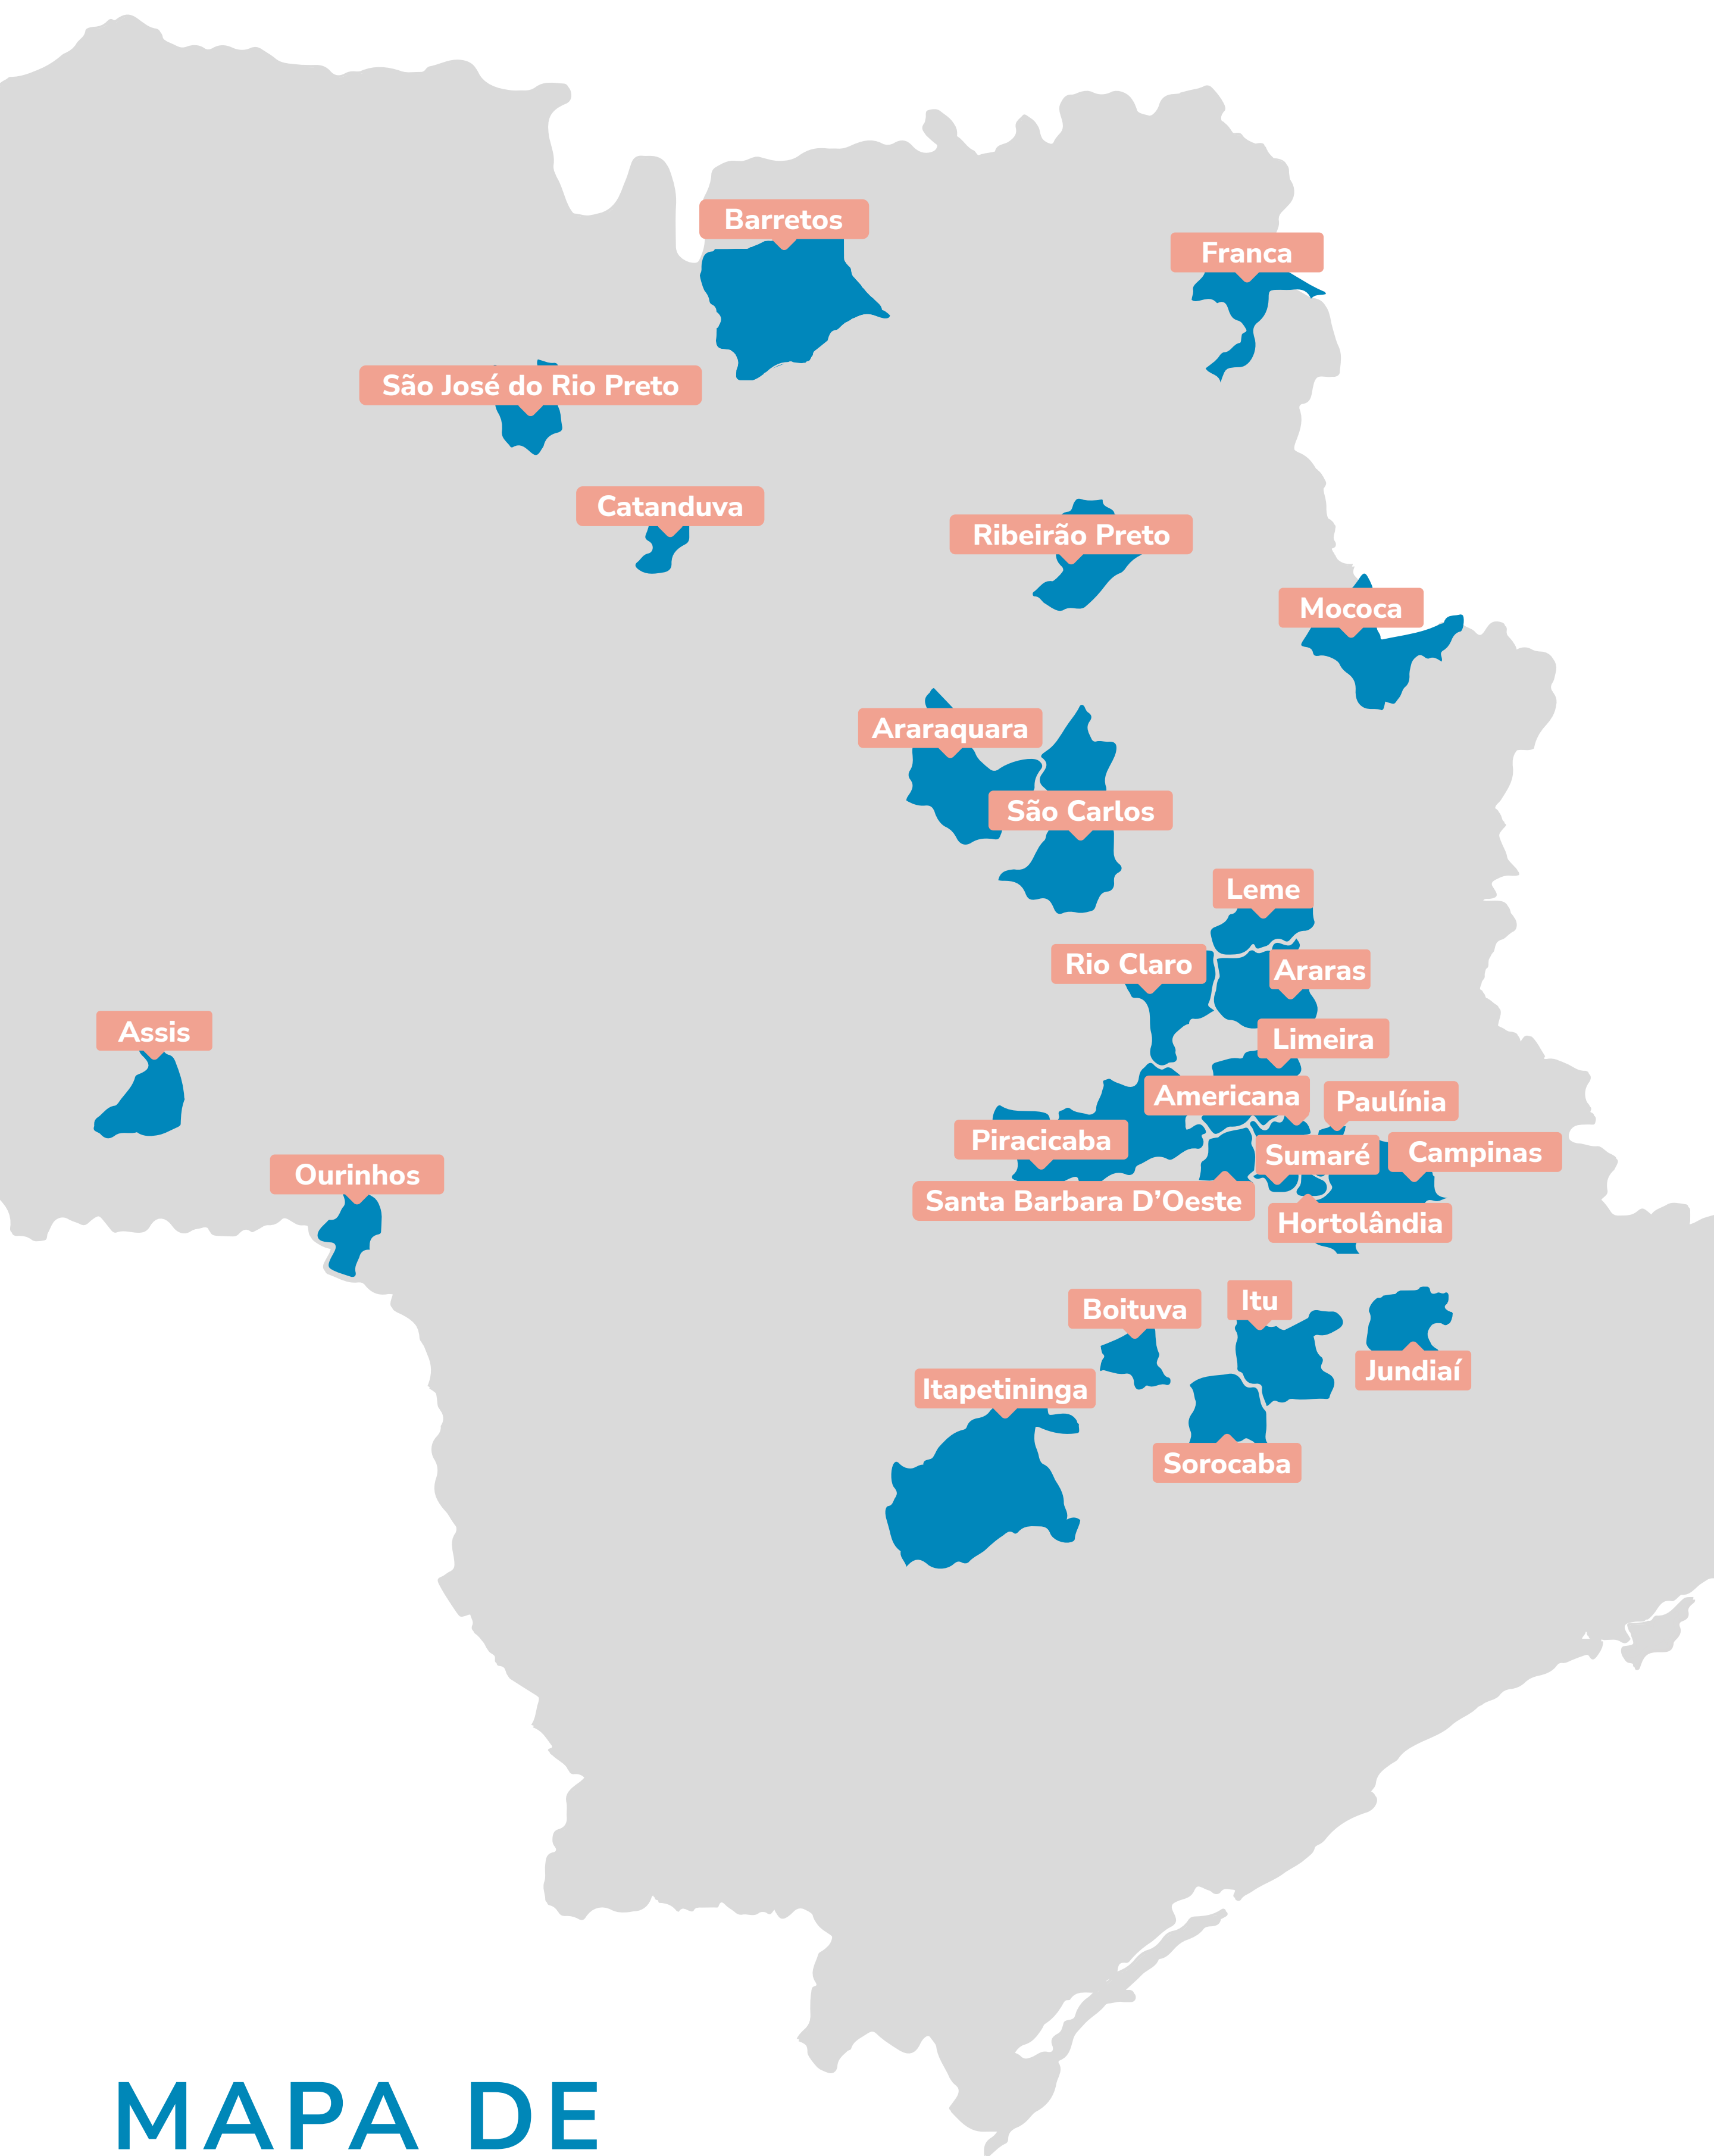 Barretos
Franca
São José do Rio Preto
Catanduva
Ribeirão Preto
Mococa
Araraquara
São Carlos
Leme
Rio Claro
Araras
Assis
Limeira
Americana
Paulínia
Piracicaba
Sumaré
Campinas
Ourinhos
Santa Barbara D’Oeste
Hortolândia
Itu
Boituva
Jundiaí
Itapetininga
Sorocaba
MAPA DE